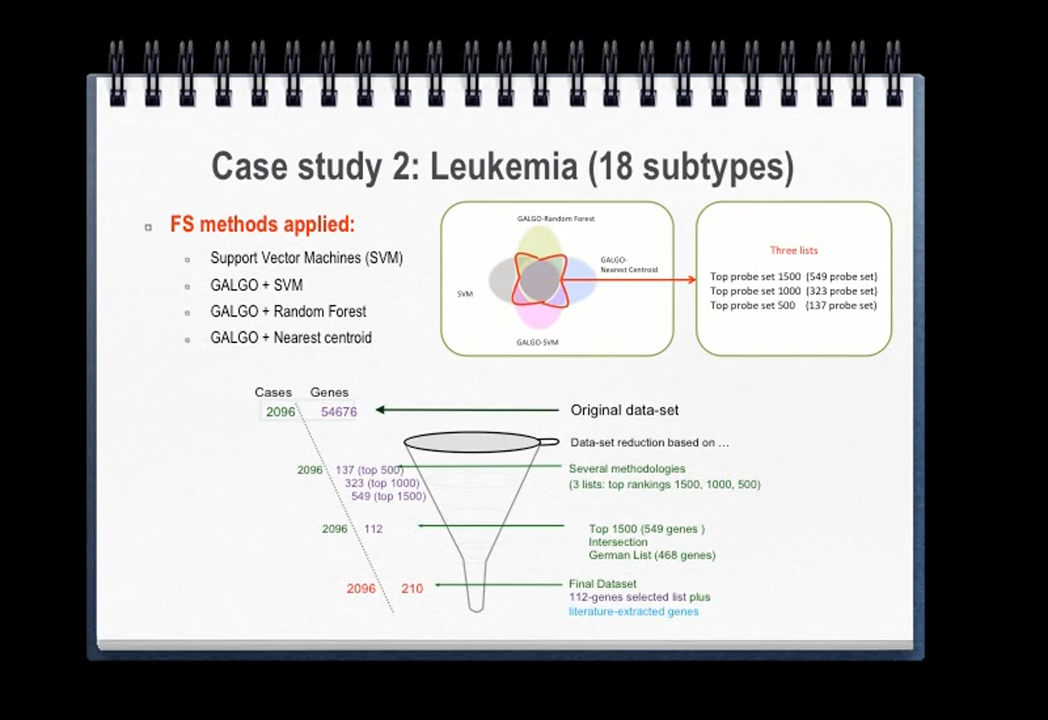 Case study 2: Leukemia (18 subtypes)
FS methods applied:
Support Vector Machines (SVM)
GALGO + SVM
GALGO + Random Forest
GALGO + Nearest centroid
GALGO-Random Forest
GALGO-
Nearest Centroid
SVM
GALGO-SVM
Three lists
Top probe set 1500 (549 probe set)
Top probe set 1000 (323 probe set)
Top probe set 500 (137 probe set)
Cases Genes
2096 54676
Original data-set
Data-set reduction based on ...
2096 137 (top 500)
323 (top 1000)
549 (top 1500)
Several methodologies
(3 lists: top rankings 1500, 1000, 500)
2096 112
Top 1500 (549 genes )
Intersection
German List (468 genes)
2096 210
Final Dataset
112-genes selected list plus
literature-extracted genes